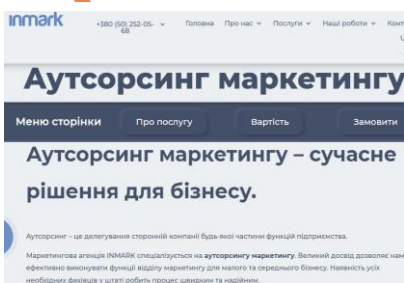 inmark
+380 (50) 252-05-68
Головна Про нас Послуги Наші роботи Конт
Аутсорсинг маркетингу
Меню сторінки Про послугу Вартість Замовити
Аутсорсинг маркетингу – сучасне
рішення для бізнесу.
Аутсорсинг – це делегування сторонній компанії будь-якої частини функцій підприємства.
Маркетингова агенція INMARK спеціалізується на аутсорсингу маркетингу. Великий досвід дозволяє нам
ефективно виконувати функції відділу маркетингу для малого та середнього бізнесу. Наявність усіх
необхідних фахівців у штаті робить процес швидким та надійним.